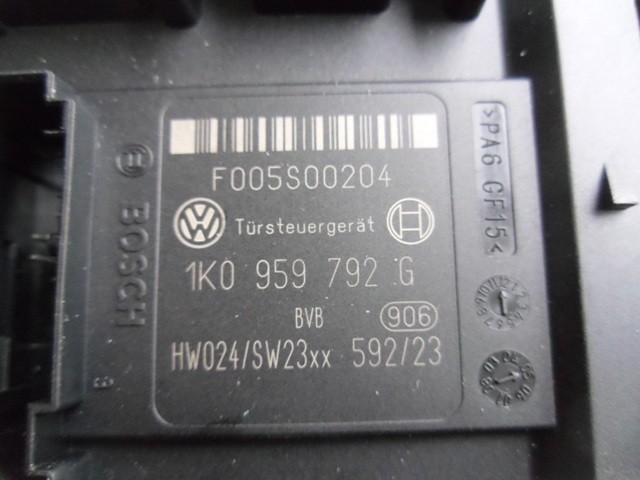 F005S00204
Türsteuergerät
1K0 959 792 G
BVB 906
HW024/SW23xx 592/23
BOSCH
>PA6 GF15<